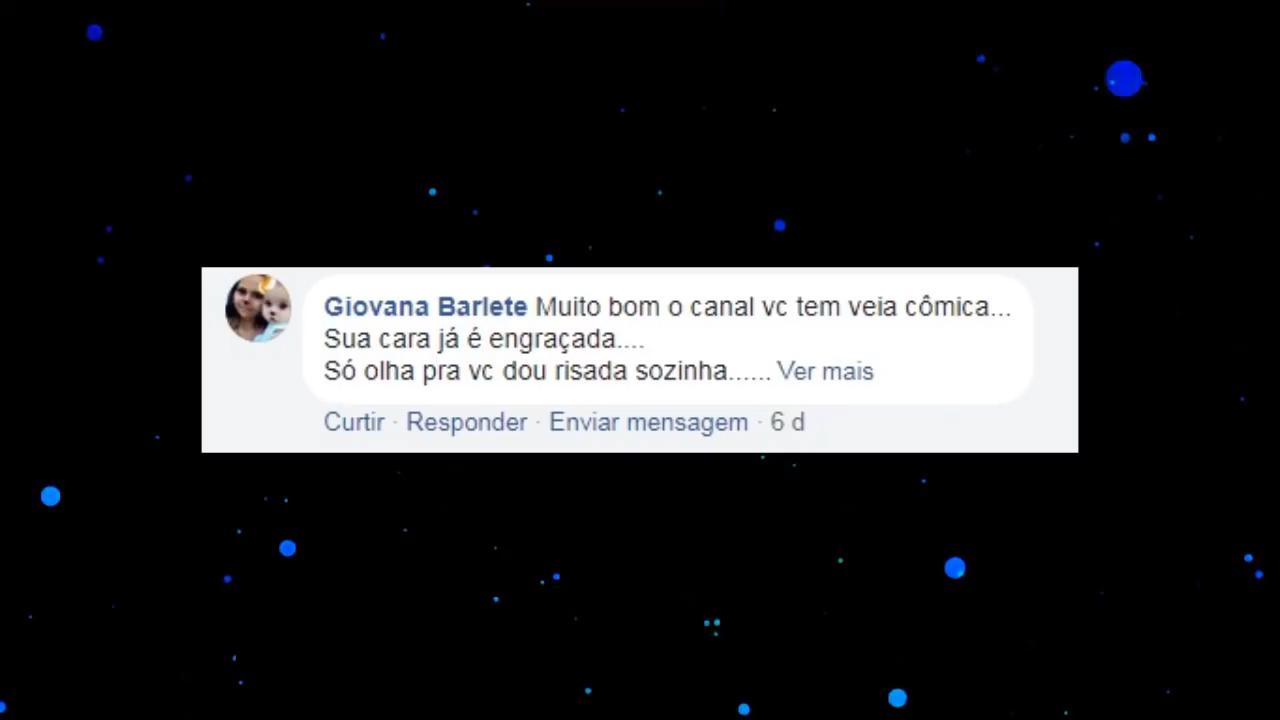 Giovana Barlete Muito bom o canal vc tem veia cômica...
Sua cara já é engraçada....
Só olha pra vc dou risada sozinha...... Ver mais
Curtir · Responder · Enviar mensagem · 6 d